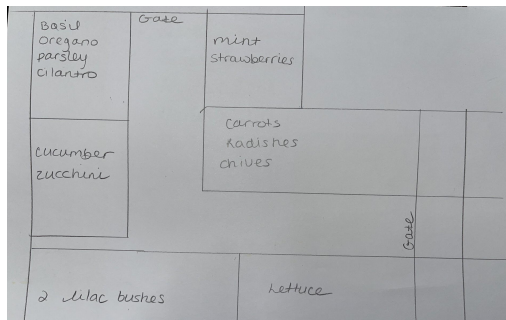 Basil
oregano
parsley
cilantro
Gate
mint
strawberries
carrots
Radishes
chives
cucumber
zucchini
Gate
2 lilac bushes
Lettuce